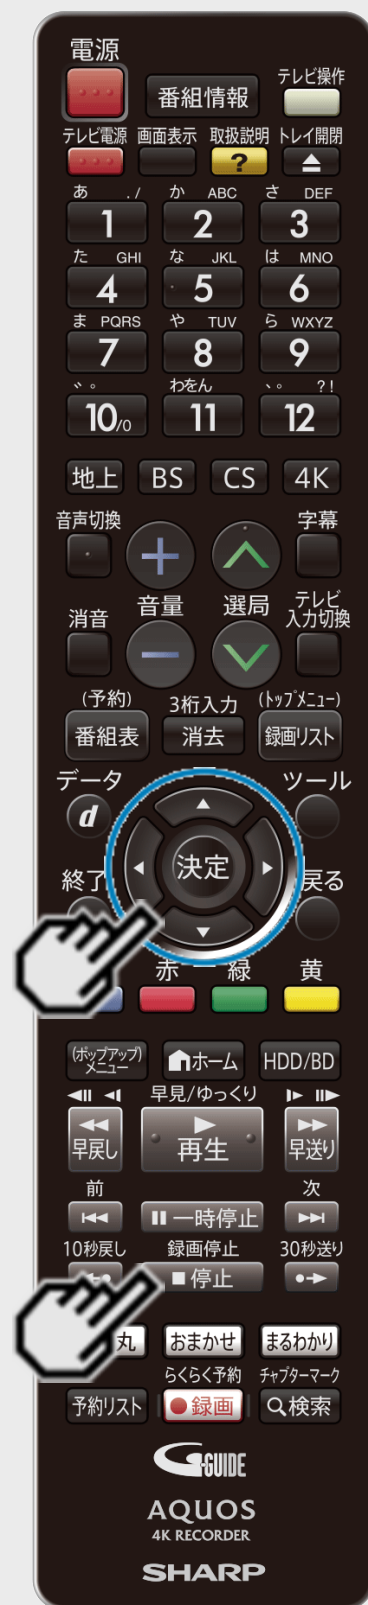 電源
番組情報
テレビ操作
テレビ電源 画面表示 取扱説明 トレイ開閉
?
あ ./ か ABC さ DEF
1 2 3
た GHI な JKL は MNO
4 5 6
ま PQRS や TUV ら WXYZ
7 8 9
゛゜ わをん 、。 ?!
10/0 11 12
地上 BS CS 4K
音声切換 字幕
+
消音 音量 選局 テレビ
入力切換
−
(予約) 3桁入力 (トップメニュー)
番組表 消去 録画リスト
データ ツール
d
決定
終了 戻る
赤 緑 黄
(ポップアップ)
メニュー ホーム HDD/BD
早見/ゆっくり
早戻し 再生 早送り
前 次
一時停止
10秒戻し 録画停止 30秒送り
停止
丸 おまかせ まるわかり
らくらく予約 チャプターマーク
予約リスト 録画 検索
G-GUIDE
AQUOS
4K RECORDER
SHARP